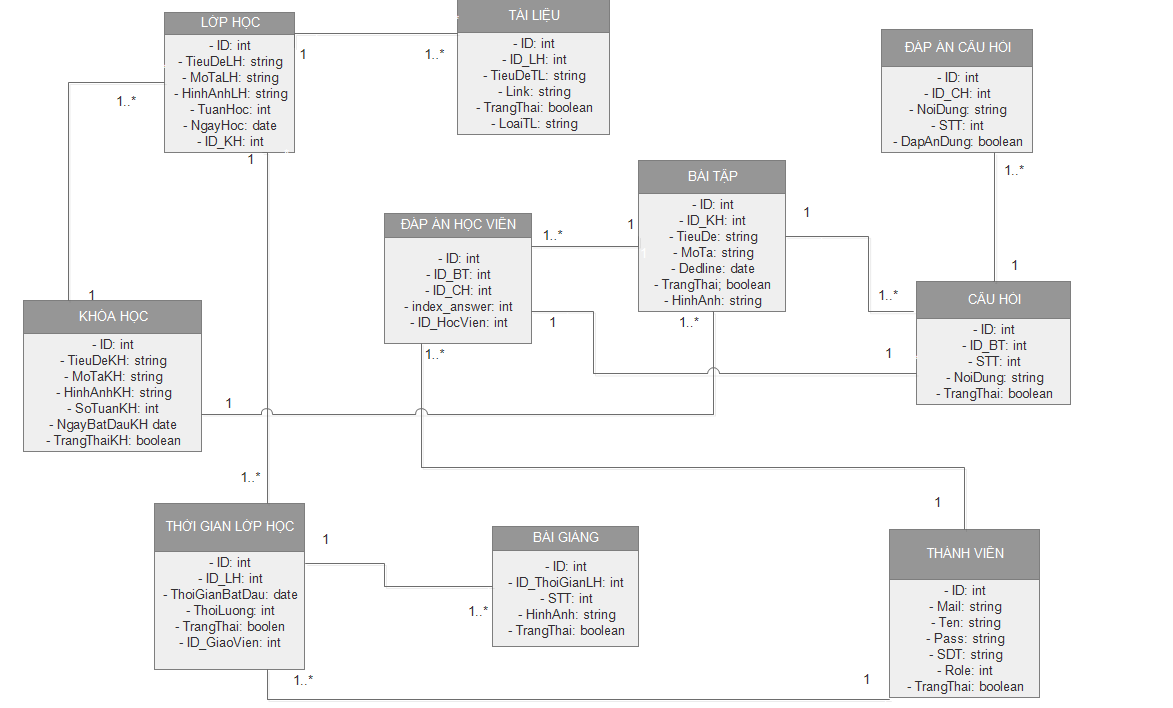 LỚP HỌC
- ID: int
- TieuDeLH: string
- MoTaLH: string
- HinhAnhLH: string
- TuanHoc: int
- NgayHoc: date
- ID_KH: int
1
1..*
TÀI LIỆU
- ID: int
- ID_LH: int
- TieuDeTL: string
- Link: string
- TrangThai: boolean
- LoaiTL: string
ĐÁP ÁN CÂU HỎI
- ID: int
- ID_CH: int
- NoiDung: string
- STT: int
- DapAnDung: boolean
1..*
1
1..*
1
BÀI TẬP
- ID: int
- ID_KH: int
- TieuDe: string
- MoTa: string
- Dedline: date
- TrangThai; boolean
- HinhAnh: string
1
1..*
1
1..*
1..*
ĐÁP ÁN HỌC VIÊN
- ID: int
- ID_BT: int
- ID_CH: int
- index_answer: int
- ID_HocVien: int
1
1
1..*
CÂU HỎI
- ID: int
- ID_BT: int
- STT: int
- NoiDung: string
- TrangThai: boolean
1
KHÓA HỌC
- ID: int
- TieuDeKH: string
- MoTaKH: string
- HinhAnhKH: string
- SoTuanKH: int
- NgayBatDauKH date
- TrangThaiKH: boolean
1
1..*
THỜI GIAN LỚP HỌC
- ID: int
- ID_LH: int
- ThoiGianBatDau: date
- ThoiLuong: int
- TrangThai: boolen
- ID_GiaoVien: int
1
1..*
1..*
BÀI GIẢNG
- ID: int
- ID_ThoiGianLH: int
- STT: int
- HinhAnh: string
- TrangThai: boolean
1
THÀNH VIÊN
- ID: int
- Mail: string
- Ten: string
- Pass: string
- SDT: string
- Role: int
- TrangThai: boolean
1